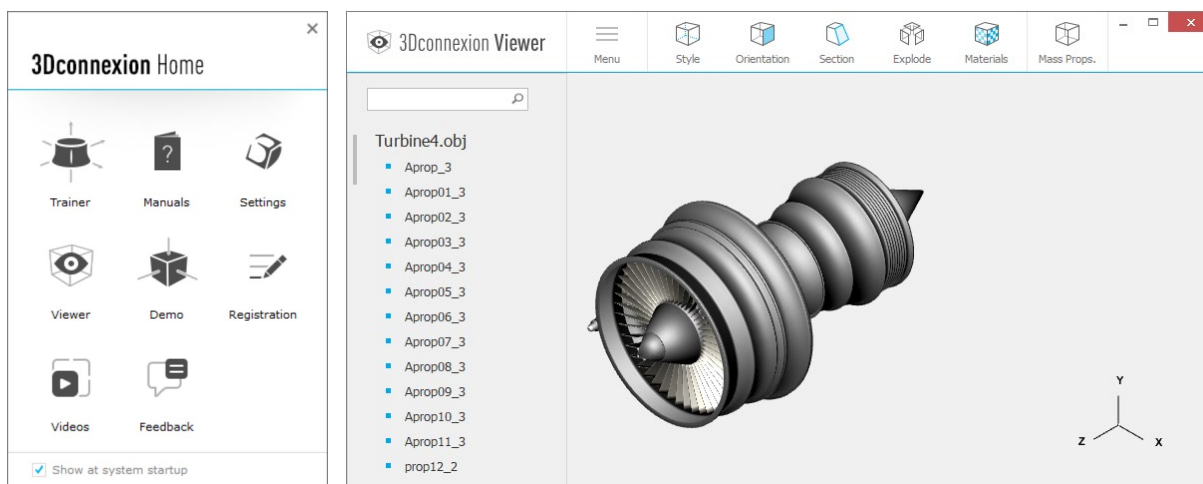 3Dconnexion Home
Trainer Manuals Settings
Viewer Demo Registration
Videos Feedback
Show at system startup
3Dconnexion Viewer
Menu Style Orientation Section Explode Materials Mass Props.
Turbine4.obj
Aprop_3
Aprop01_3
Aprop02_3
Aprop03_3
Aprop04_3
Aprop05_3
Aprop06_3
Aprop07_3
Aprop08_3
Aprop09_3
Aprop10_3
Aprop11_3
prop12_2
Y
Z X